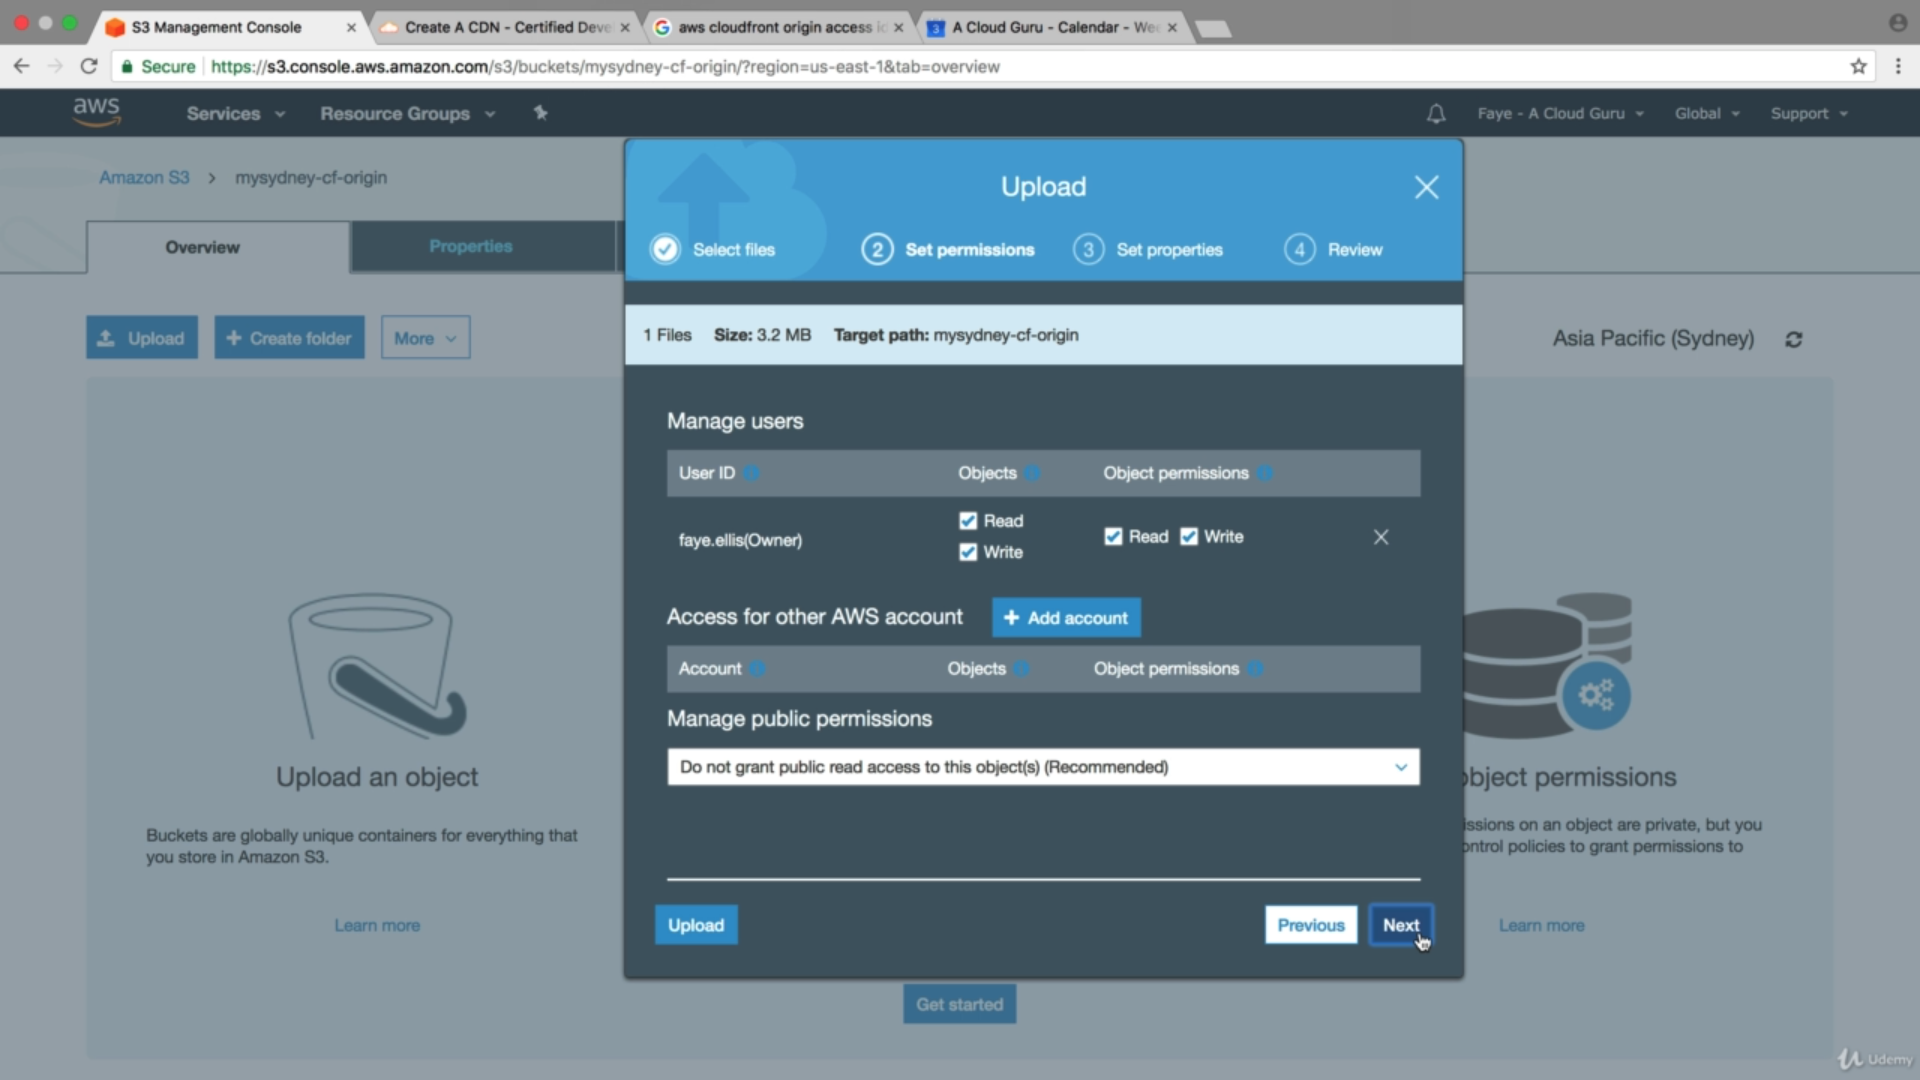 S3 Management Console
Create A CDN - Certified Deve
aws cloudfront origin access id
A Cloud Guru - Calendar - Wee
Secure
https://s3.console.aws.amazon.com/s3/buckets/mysydney-cf-origin/?region=us-east-1&tab=overview
aws
Services
Resource Groups
Faye - A Cloud Guru
Global
Support
Amazon S3 > mysydney-cf-origin
Overview
Properties
Upload
+ Create folder
More
Asia Pacific (Sydney)
Upload
Select files
2 Set permissions
3 Set properties
4 Review
1 Files Size: 3.2 MB Target path: mysydney-cf-origin
Manage users
User ID Objects Object permissions
faye.ellis(Owner)
Read
Write
Read Write
Access for other AWS account
+ Add account
Account Objects Object permissions
Manage public permissions
Do not grant public read access to this object(s) (Recommended)
Upload
Previous
Next
Upload an object
Buckets are globally unique containers for everything that
you store in Amazon S3.
Learn more
object permissions
issions on an object are private, but you
ontrol policies to grant permissions to
Learn more
Get started
Udemy